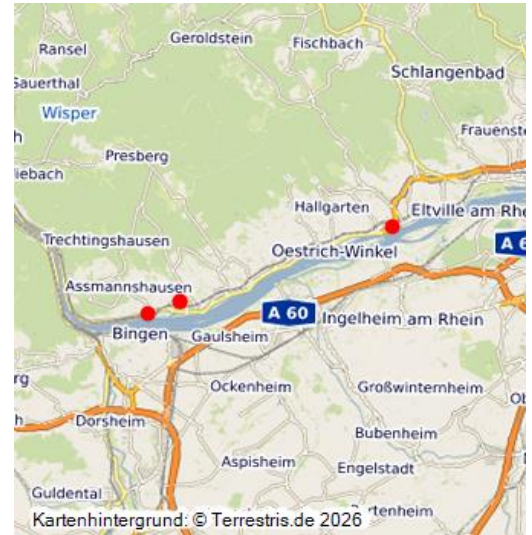 Geroldstein
Fischbach
Ransel
Schlangenbad
Sauerthal
Wisper
Frauenste
Presberg
iebach
Hallgarten
Eltville am Rhe
Trechtingshausen
Oestrich-Winkel
A 6
Assmannshausen
A 60
Ingelheim am Rhein
Bingen
Gaulsheim
rg
Ockenheim
Großwinternheim
Ob
h
Dorsheim
Bubenheim
Aspisheim
Engelstadt
Guldental
Kartenhintergrund: © Terrestris.de 2026